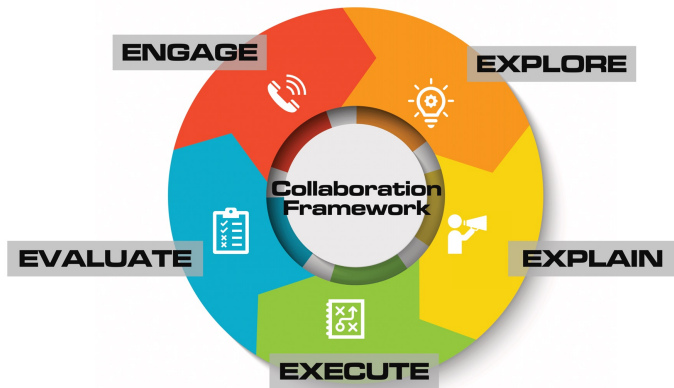 ENGAGE
EXPLORE
Collaboration
Framework
EVALUATE
EXPLAIN
EXECUTE